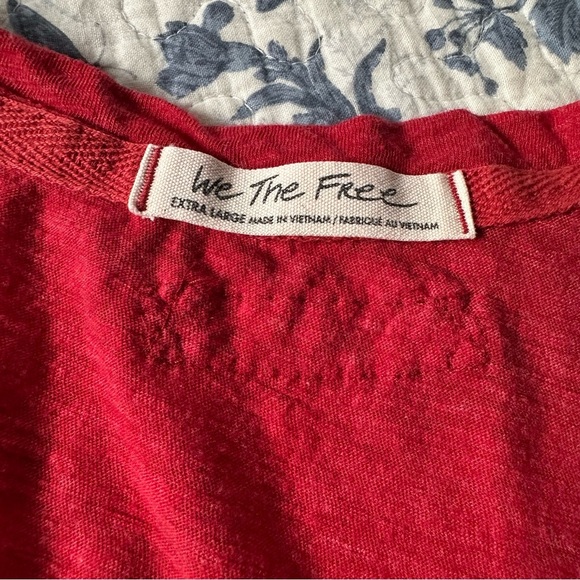 We The Free
EXTRA LARGE MADE IN VIETNAM / FABRIQUÉ AU VIETNAM